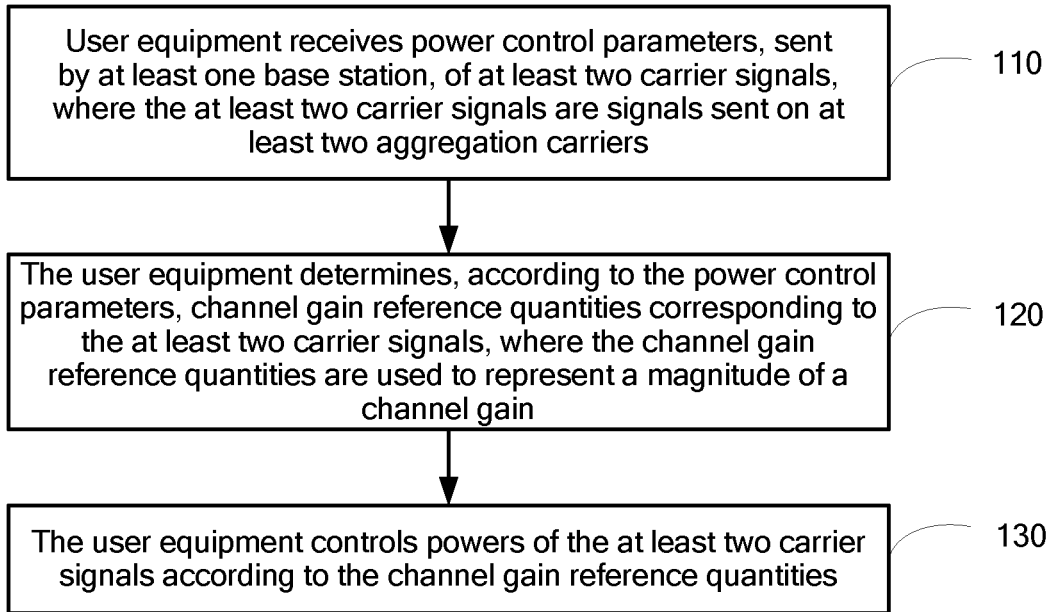 User equipment receives power control parameters, sent
by at least one base station, of at least two carrier signals,
where the at least two carrier signals are signals sent on at
least two aggregation carriers
110
The user equipment determines, according to the power control
parameters, channel gain reference quantities corresponding to
the at least two carrier signals, where the channel gain
reference quantities are used to represent a magnitude of a
channel gain
120
The user equipment controls powers of the at least two carrier
signals according to the channel gain reference quantities
130